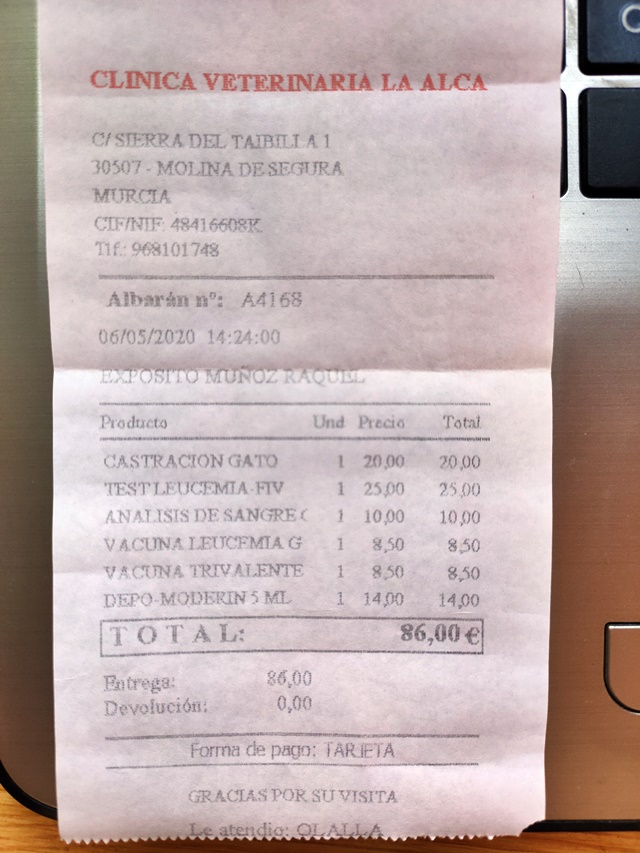 CLINICA VETERINARIA LA ALCA
C/ SIERRA DEL TAIBILLA 1
30507 - MOLINA DE SEGURA
MURCIA
CIF/NIF: 48416608K
Tlf.: 968101748
Albarán nº: A4168
06/05/2020 14:24:00
EXPOSITO MUÑOZ RAQUEL
Producto Und Precio Total
CASTRACION GATO 1 20,00 20,00
TEST LEUCEMIA-FIV 1 25,00 25,00
ANALISIS DE SANGRE ( 1 10,00 10,00
VACUNA LEUCEMIA G 1 8,50 8,50
VACUNA TRIVALENTE 1 8,50 8,50
DEPO-MODERIN 5 ML 1 14,00 14,00
TOTAL: 86,00 €
Entrega: 86,00
Devolución: 0,00
Forma de pago: TARJETA
GRACIAS POR SU VISITA
Le atendio: OLALLA